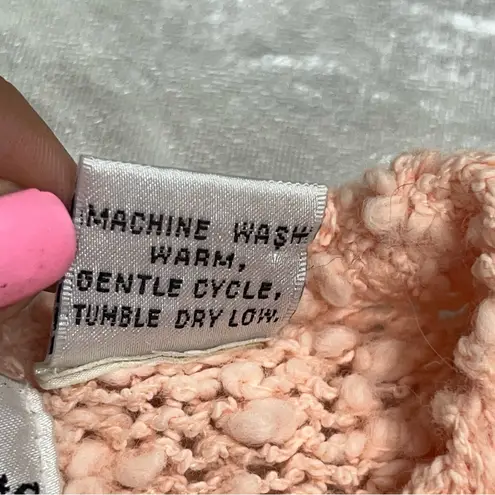 MACHINE WASH
WARM,
GENTLE CYCLE,
TUMBLE DRY LOW.